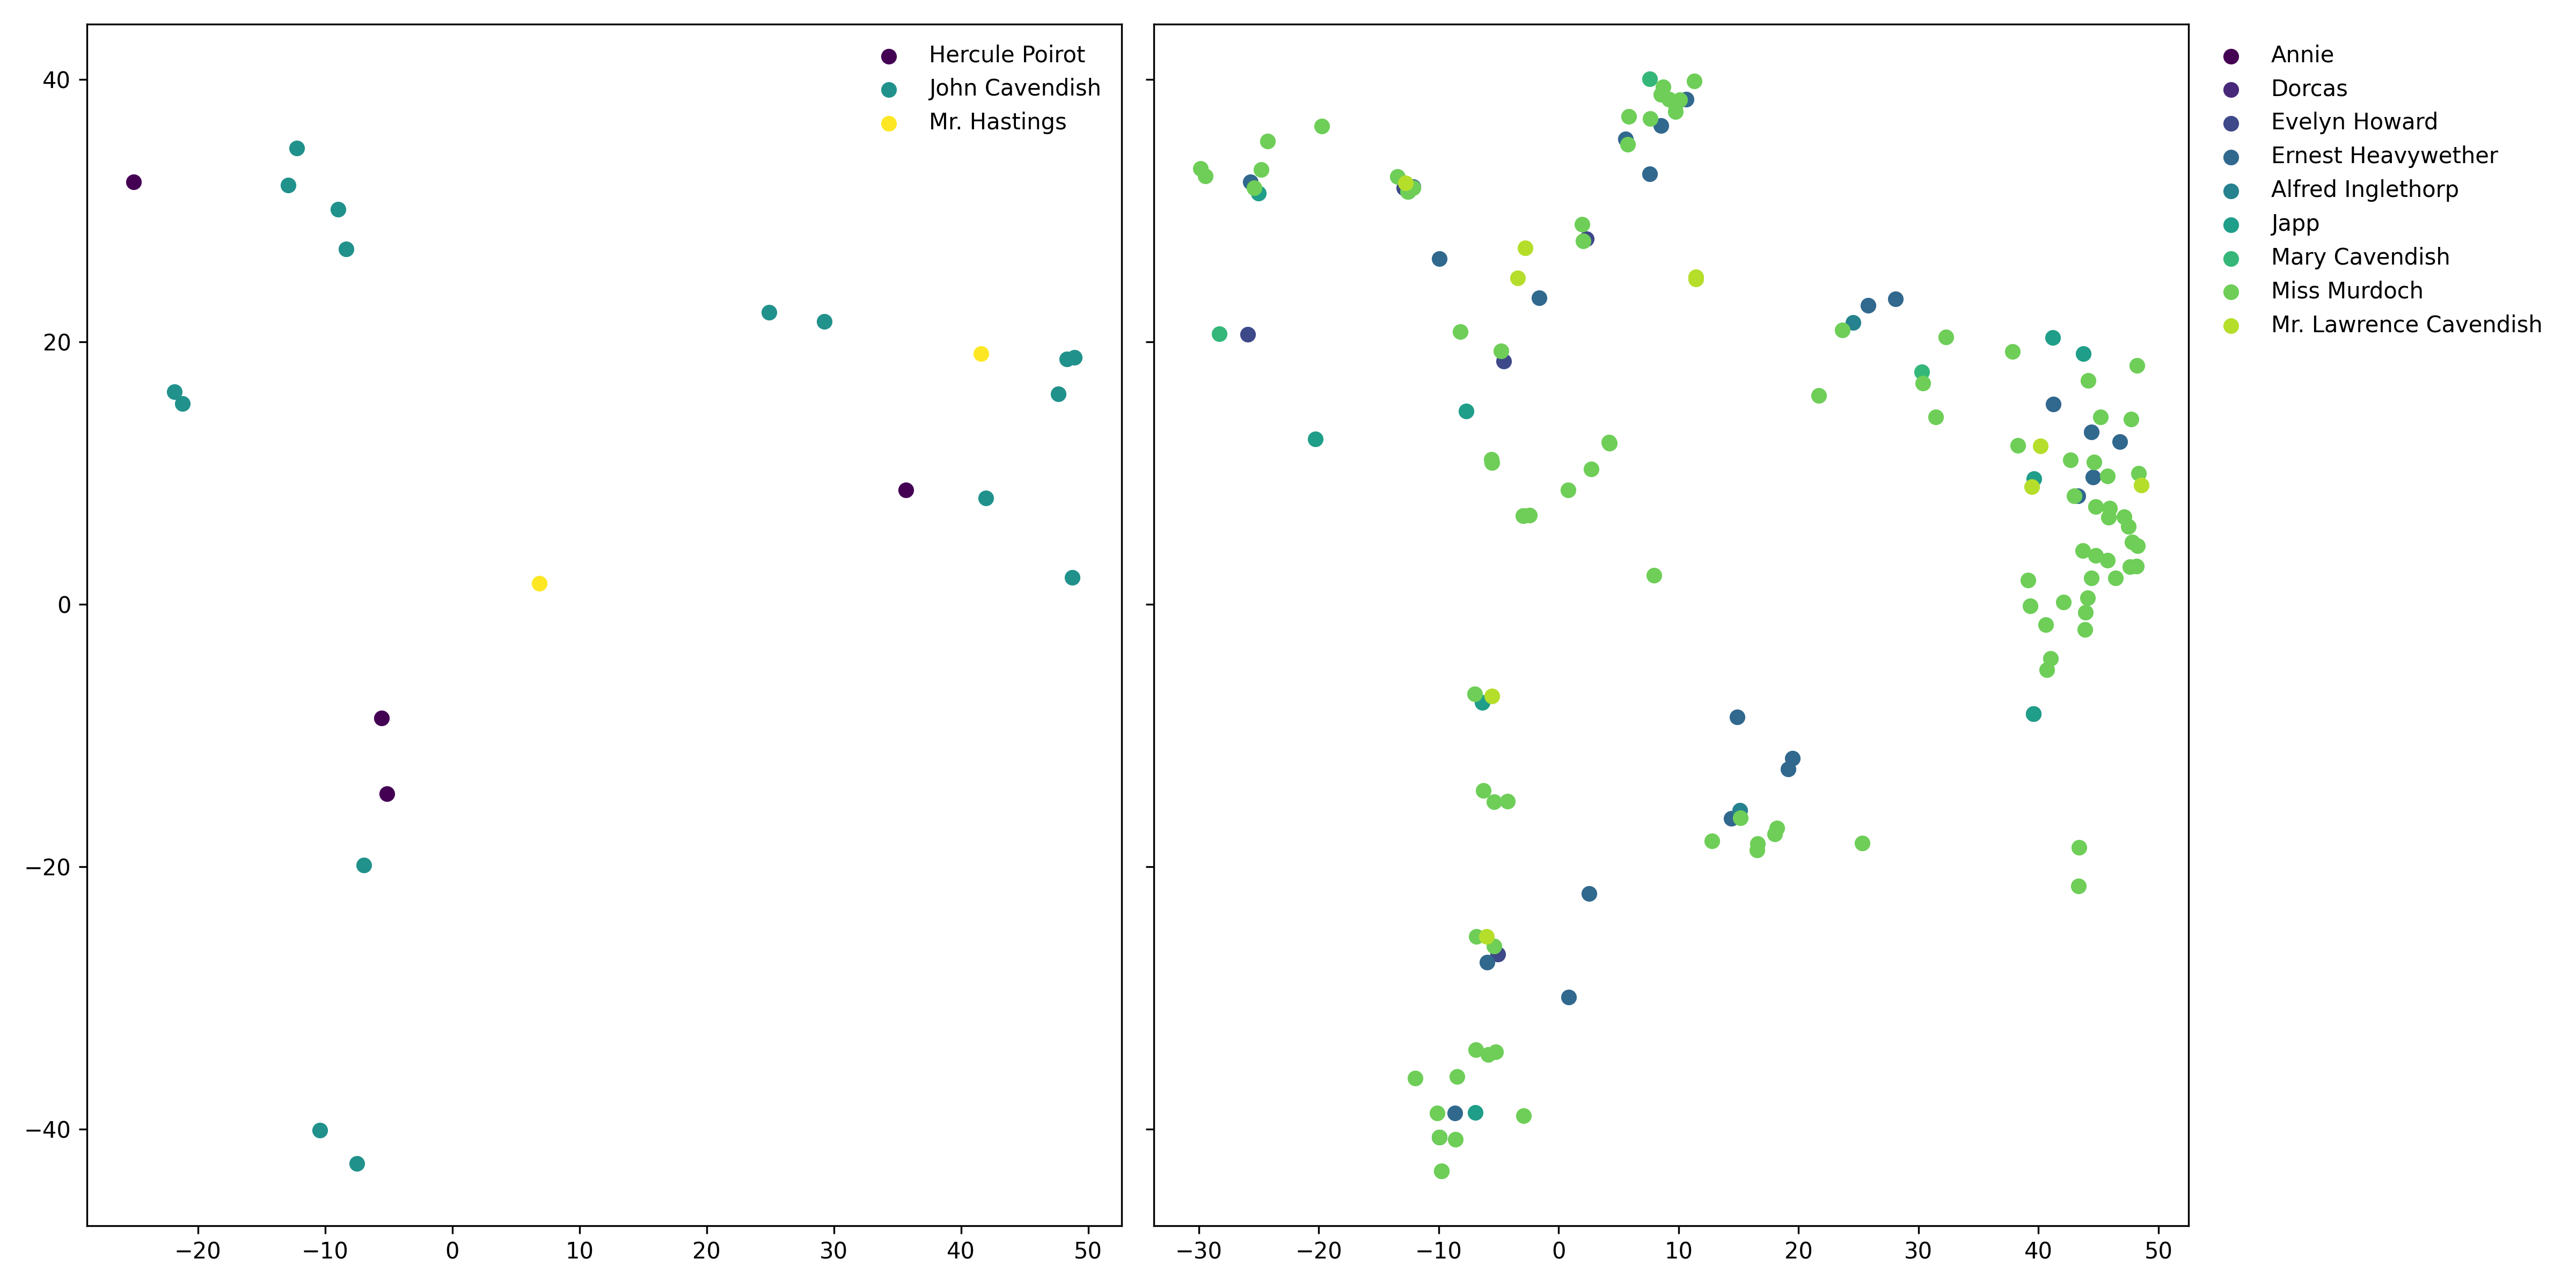 Hercule Poirot
John Cavendish
Mr. Hastings
Annie
Dorcas
Evelyn Howard
Ernest Heavywether
Alfred Inglethorp
Japp
Mary Cavendish
Miss Murdoch
Mr. Lawrence Cavendish
40
20
0
−20
−40
−20 −10 0 10 20 30 40 50
−30 −20 −10 0 10 20 30 40 50